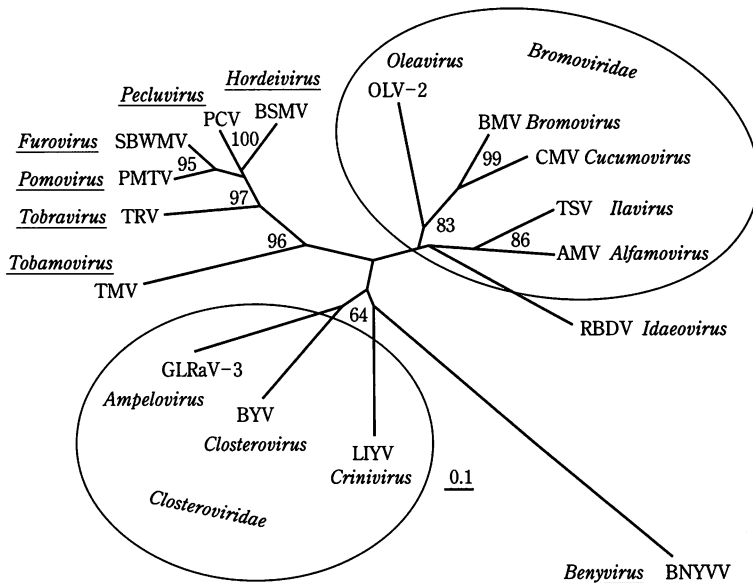 Oleavirus
OLV-2
Bromoviridae
Hordeivirus
BSMV
Pecluvirus
PCV
100
BMV Bromovirus
99
CMV Cucumovirus
Furovirus SBWMV
95
Pomovirus PMTV
97
Tobravirus TRV
83
TSV Ilavirus
86
AMV Alfamovirus
96
Tobamovirus
TMV
RBDV Idaeovirus
64
GLRaV-3
Ampelovirus
BYV
Closterovirus
LIYV
Crinivirus
0.1
Closteroviridae
Benyvirus BNYVV